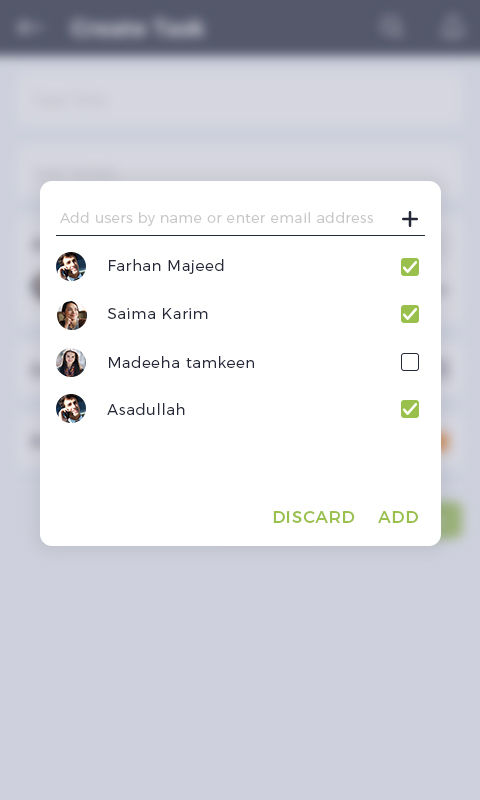 Create Task
Add users by name or enter email address
Farhan Majeed
Saima Karim
Madeeha tamkeen
Asadullah
DISCARD ADD